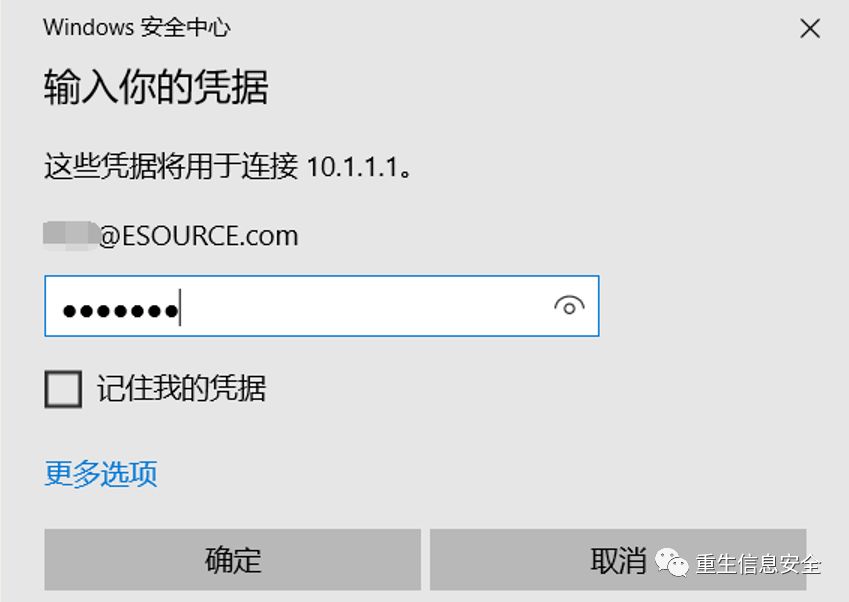 Windows 安全中心
输入你的凭据
这些凭据将用于连接 10.1.1.1。
@ESOURCE.com
记住我的凭据
更多选项
确定
取消
重生信息安全